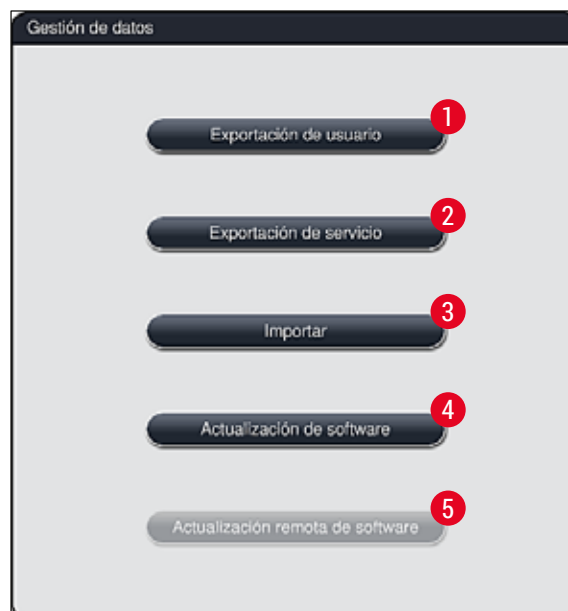 Gestión de datos
1
Exportación de usuario
2
Exportación de servicio
3
Importar
4
Actualización de software
5
Actualización remota de software